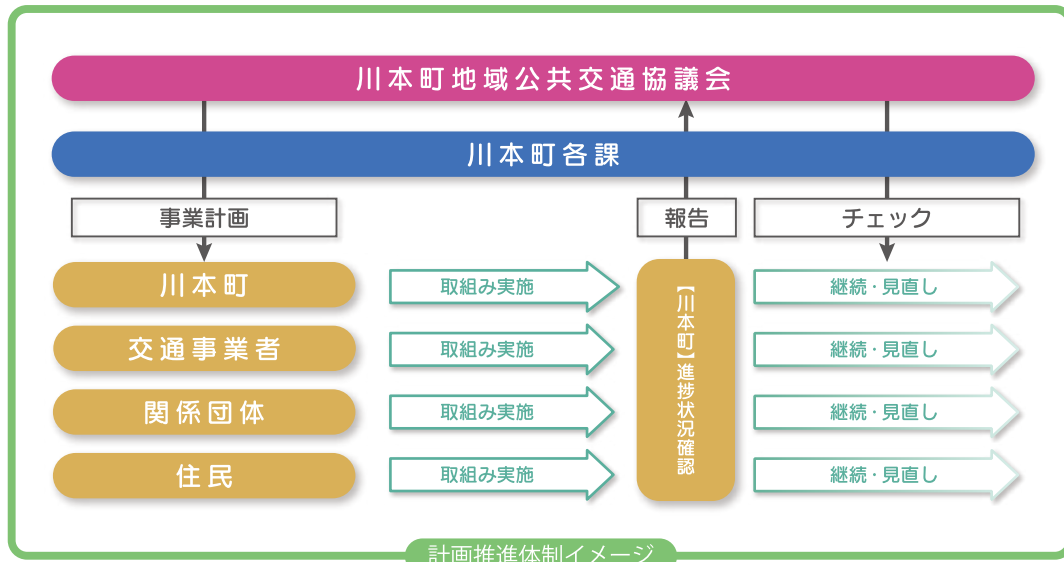 川本町地域公共交通協議会
川本町各課
事業計画
報告
チェック
川本町
取組み実施
継続・見直し
交通事業者
取組み実施
継続・見直し
関係団体
取組み実施
継続・見直し
住民
取組み実施
継続・見直し
【川本町】進捗状況確認
計画推進体制イメージ